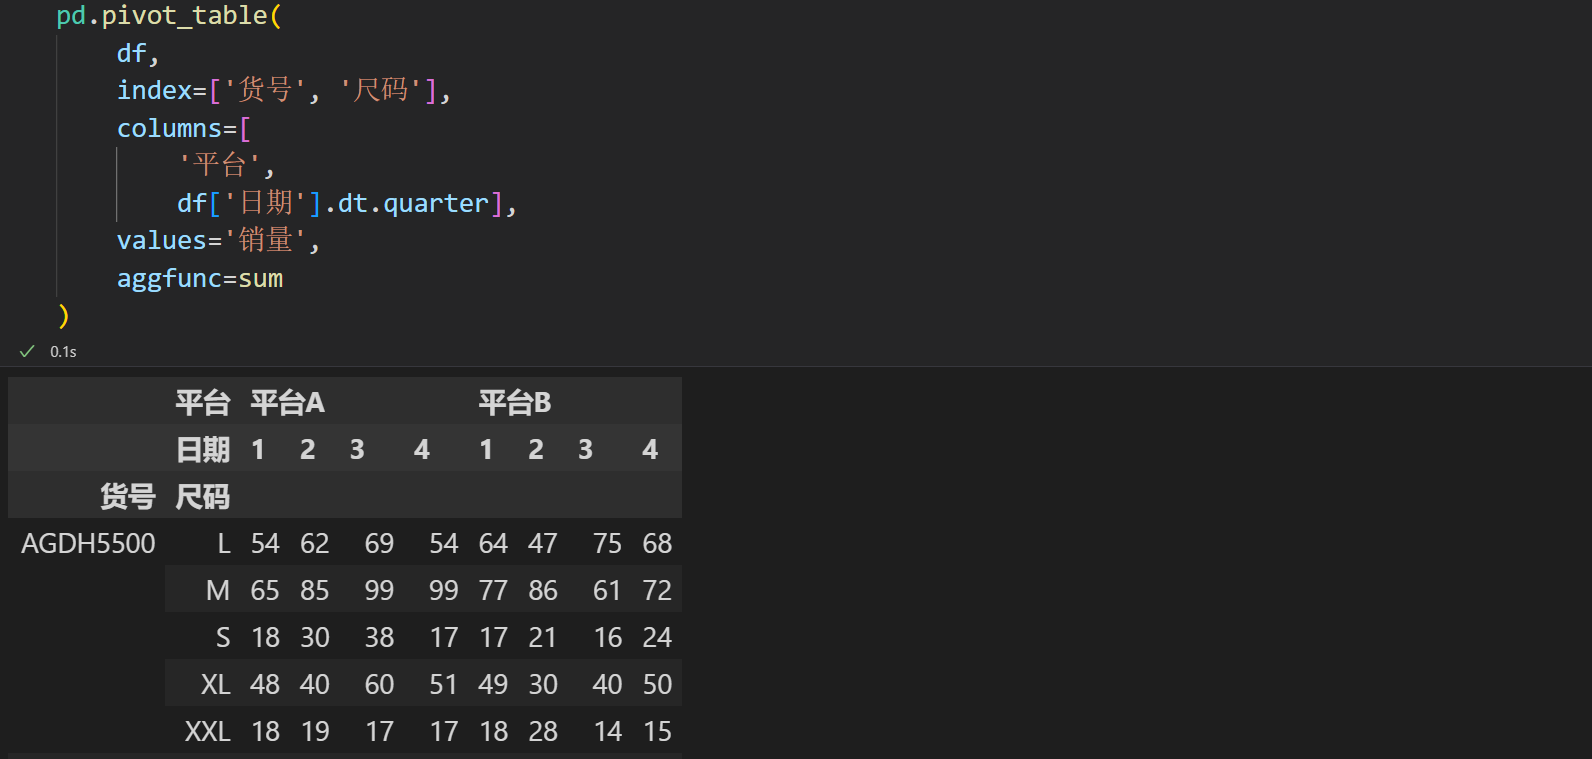 pd.pivot_table(
    df,
    index=['货号', '尺码'],
    columns=[
        '平台',
        df['日期'].dt.quarter],
    values='销量',
    aggfunc=sum
)
✓ 0.1s
平台 平台A 平台B
日期 1 2 3 4 1 2 3 4
货号 尺码
AGDH5500 L 54 62 69 54 64 47 75 68
M 65 85 99 99 77 86 61 72
S 18 30 38 17 17 21 16 24
XL 48 40 60 51 49 30 40 50
XXL 18 19 17 17 18 28 14 15